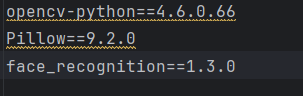 opencv-python==4.6.0.66
Pillow==9.2.0
face_recognition==1.3.0